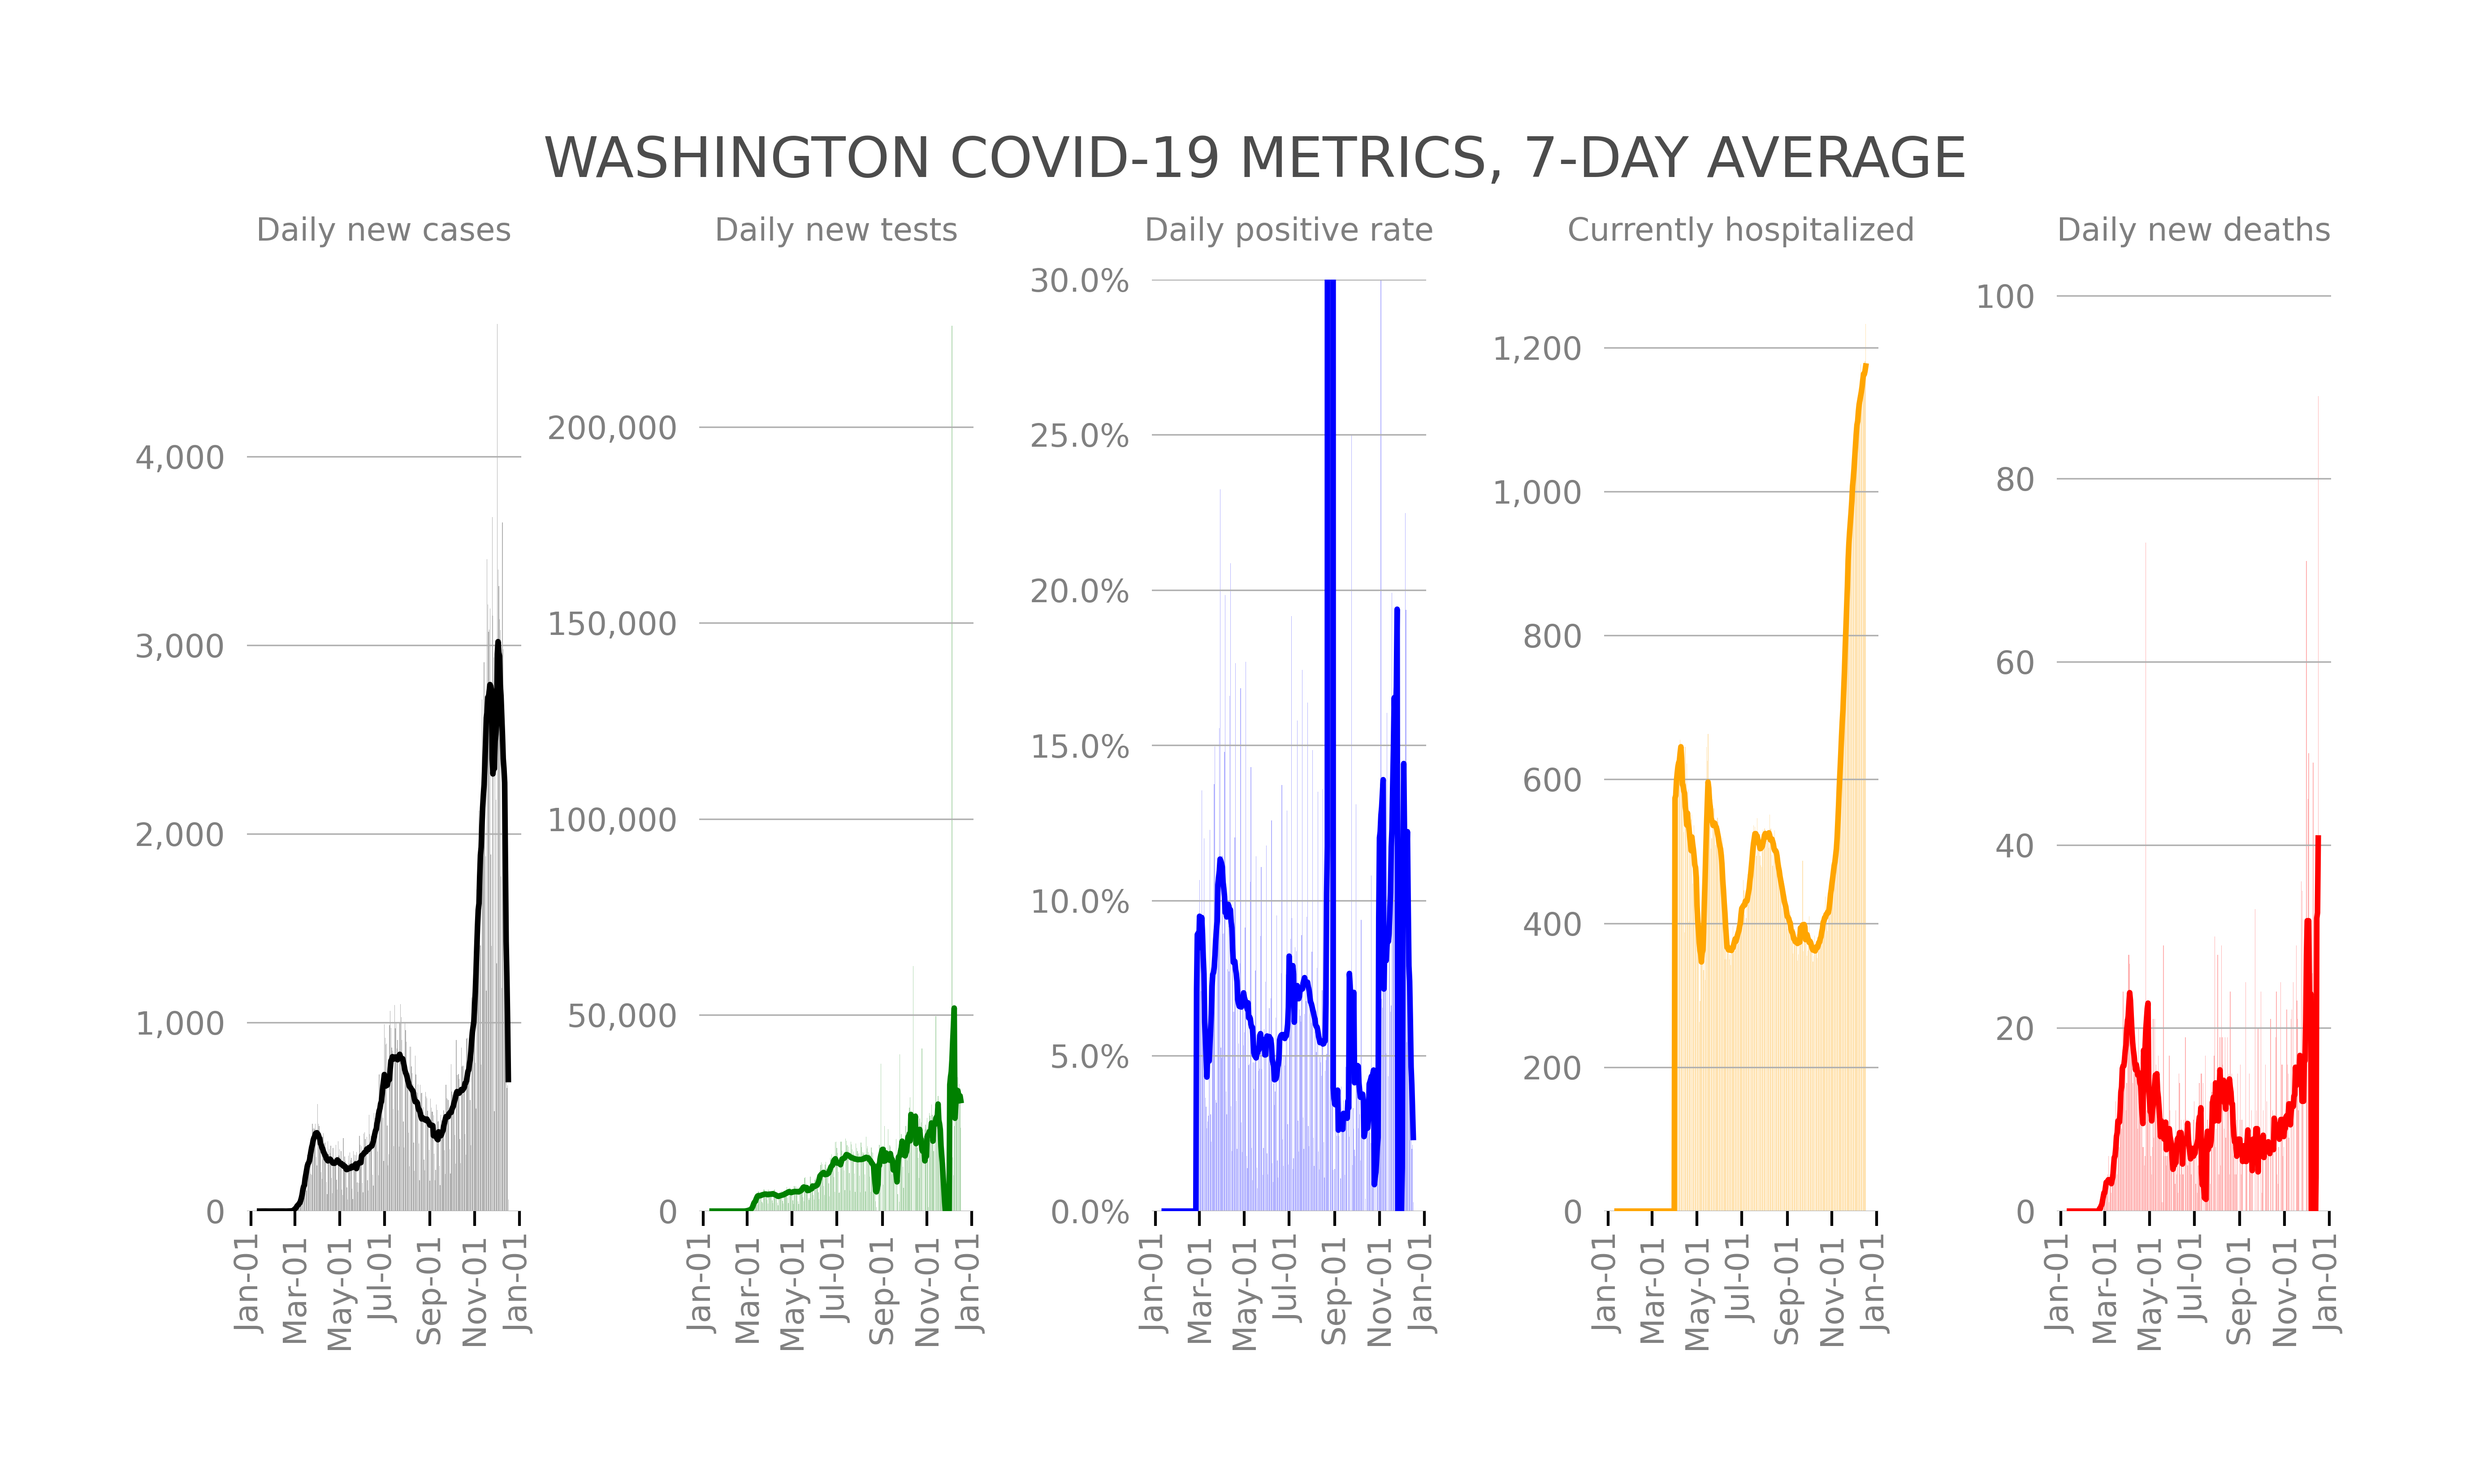 WASHINGTON COVID-19 METRICS, 7-DAY AVERAGE
Daily new cases
4,000
3,000
2,000
1,000
0
Jan-01
Mar-01
May-01
Jul-01
Sep-01
Nov-01
Jan-01
Daily new tests
200,000
150,000
100,000
50,000
0
Jan-01
Mar-01
May-01
Jul-01
Sep-01
Nov-01
Jan-01
Daily positive rate
30.0%
25.0%
20.0%
15.0%
10.0%
5.0%
0.0%
Jan-01
Mar-01
May-01
Jul-01
Sep-01
Nov-01
Jan-01
Currently hospitalized
1,200
1,000
800
600
400
200
0
Jan-01
Mar-01
May-01
Jul-01
Sep-01
Nov-01
Jan-01
Daily new deaths
100
80
60
40
20
0
Jan-01
Mar-01
May-01
Jul-01
Sep-01
Nov-01
Jan-01